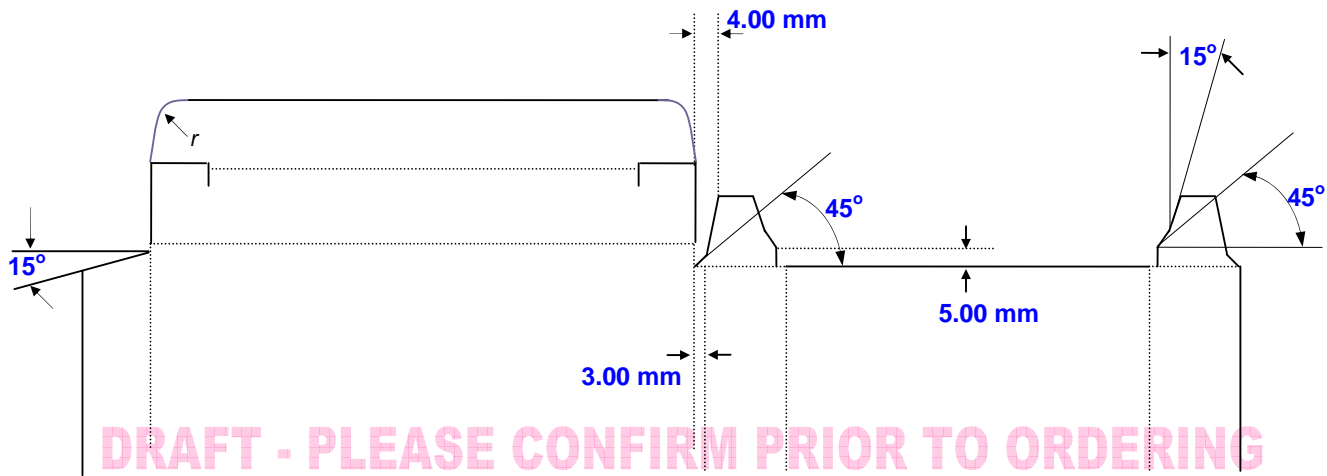 4.00 mm
15°
r
45°
45°
15°
5.00 mm
3.00 mm
DRAFT - PLEASE CONFIRM PRIOR TO ORDERING